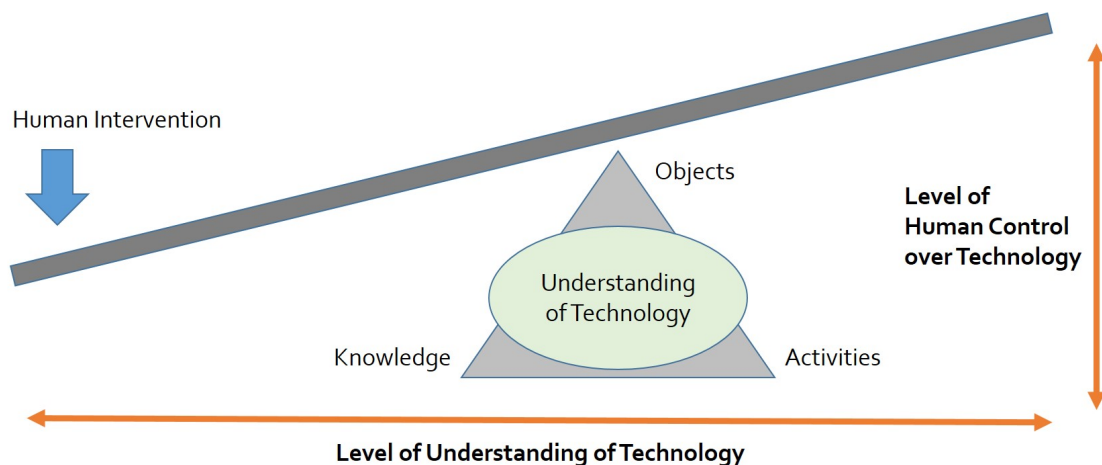 Human Intervention
Objects
Level of
Human Control
over Technology
Understanding
of Technology
Knowledge
Activities
Level of Understanding of Technology